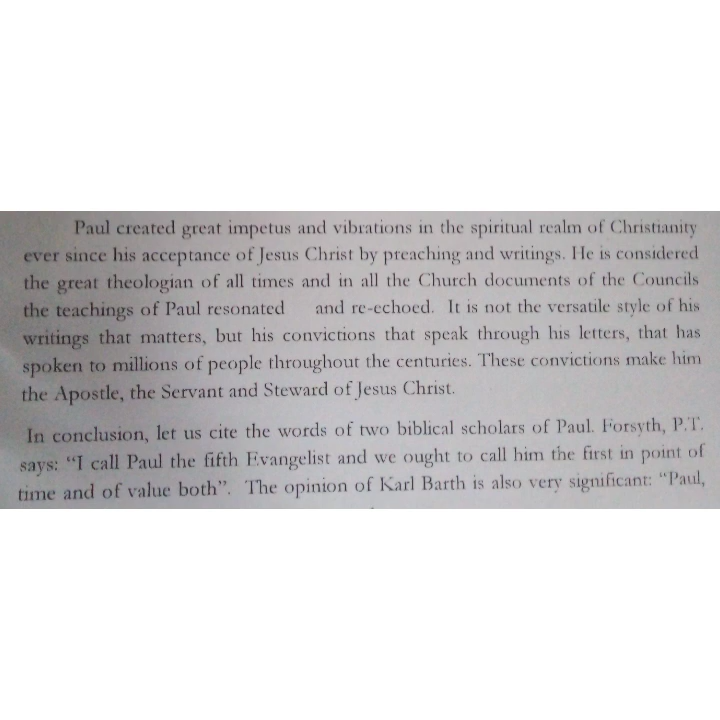 Paul created great impetus and vibrations in the spiritual realm of Christianity
ever since his acceptance of Jesus Christ by preaching and writings. He is considered
the great theologian of all times and in all the Church documents of the Councils
the teachings of Paul resonated and re-echoed. It is not the versatile style of his
writings that matters, but his convictions that speak through his letters, that has
spoken to millions of people throughout the centuries. These convictions make him
the Apostle, the Servant and Steward of Jesus Christ.
In conclusion, let us cite the words of two biblical scholars of Paul. Forsyth, P.T.
says: “I call Paul the fifth Evangelist and we ought to call him the first in point of
time and of value both”. The opinion of Karl Barth is also very significant: “Paul,